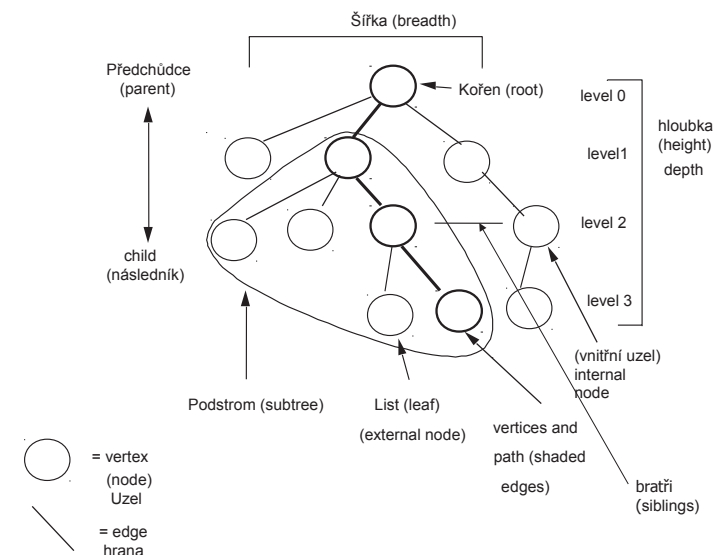 Šířka (breadth)
Předchůdce
(parent)
Kořen (root)
level 0
hloubka
(height)
depth
level1
level 2
child
(následník)
level 3
(vnitřní uzel)
internal
node
Podstrom (subtree)
List (leaf)
(external node)
vertices and
path (shaded
edges)
= vertex
(node)
Uzel
bratři
(siblings)
= edge
hrana